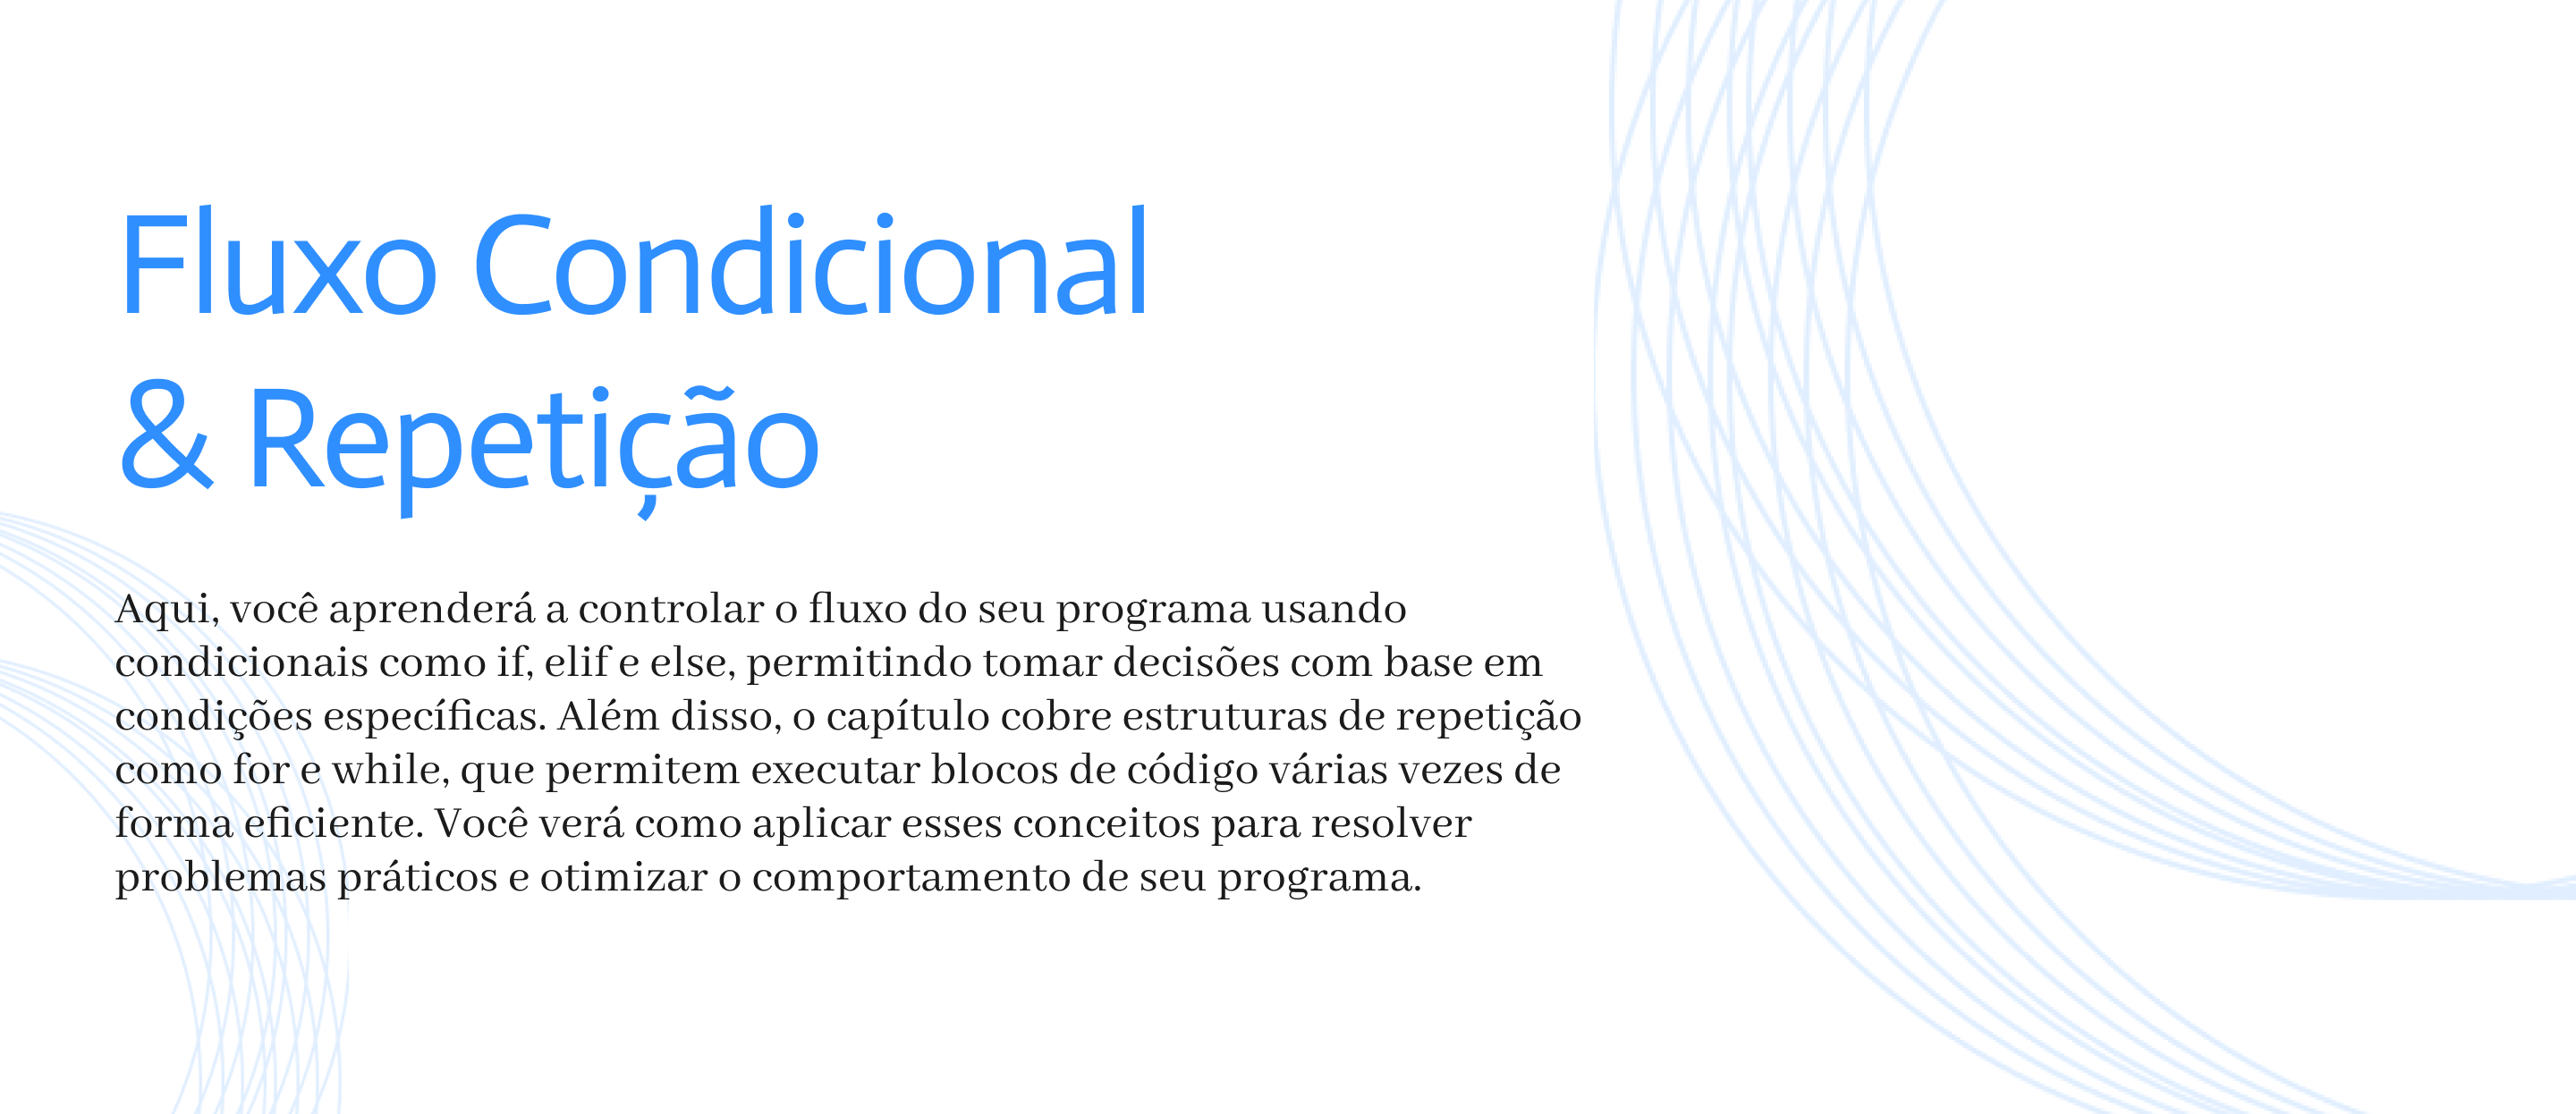 Fluxo Condicional
& Repetição
Aqui, você aprenderá a controlar o fluxo do seu programa usando
condicionais como if, elif e else, permitindo tomar decisões com base em
condições específicas. Além disso, o capítulo cobre estruturas de repetição
como for e while, que permitem executar blocos de código várias vezes de
forma eficiente. Você verá como aplicar esses conceitos para resolver
problemas práticos e otimizar o comportamento de seu programa.